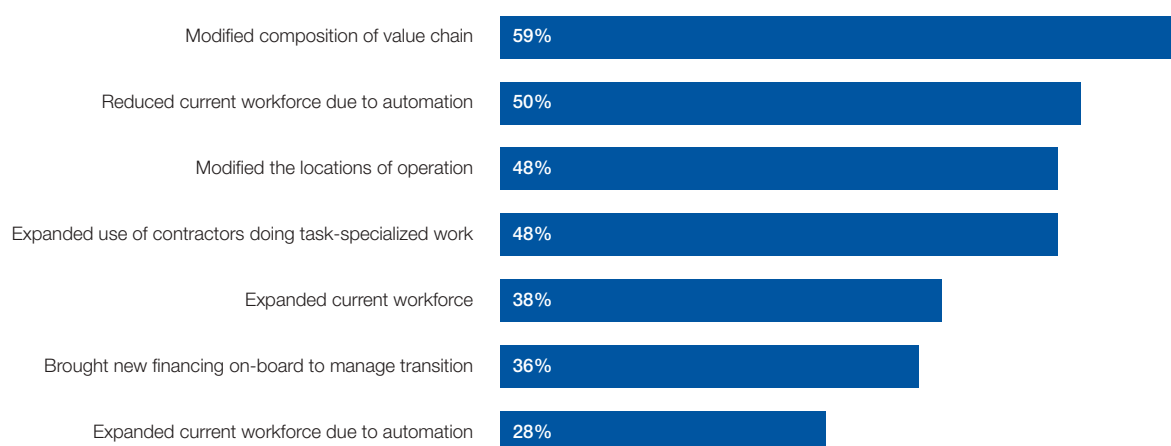 Modified composition of value chain 59%
Reduced current workforce due to automation 50%
Modified the locations of operation 48%
Expanded use of contractors doing task-specialized work 48%
Expanded current workforce 38%
Brought new financing on-board to manage transition 36%
Expanded current workforce due to automation 28%